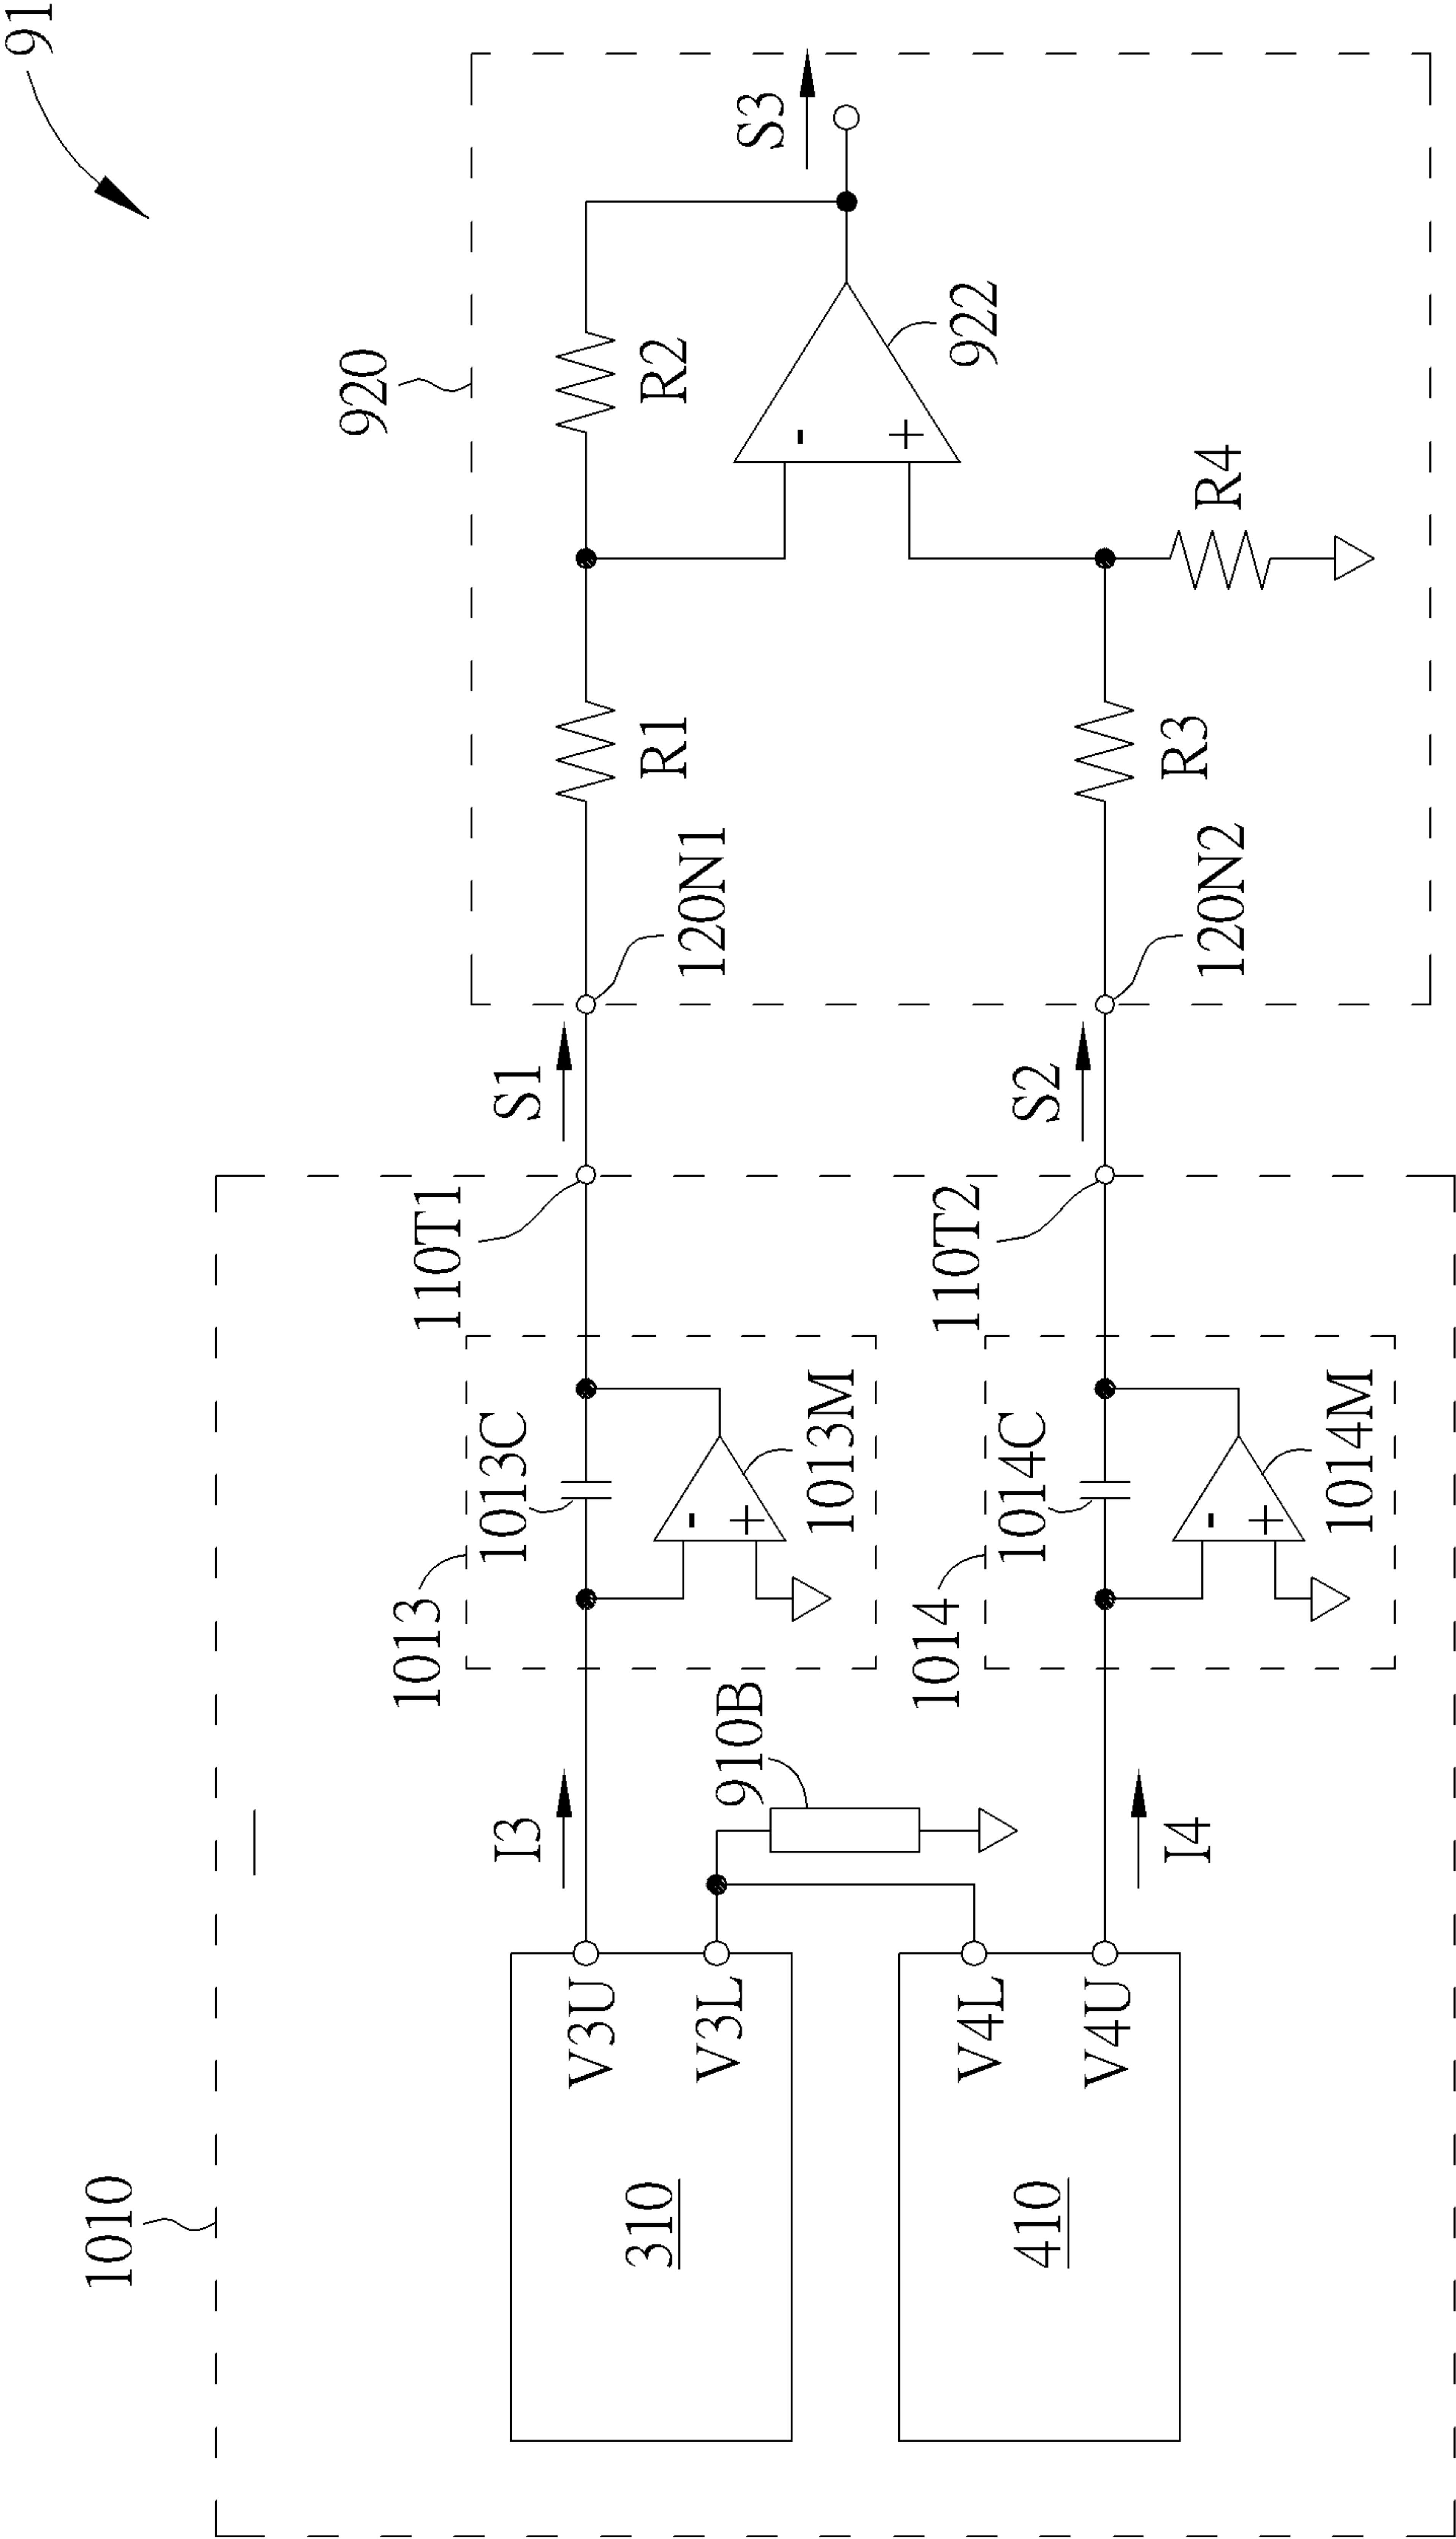 91
1010
920
310
V3U
V3L
410
V4L
V4U
I3
I4
910B
1013
1013C
-
+
1013M
1014
1014C
-
+
1014M
110T1
110T2
S1
S2
120N1
120N2
R1
R2
R3
R4
-
+
922
S3